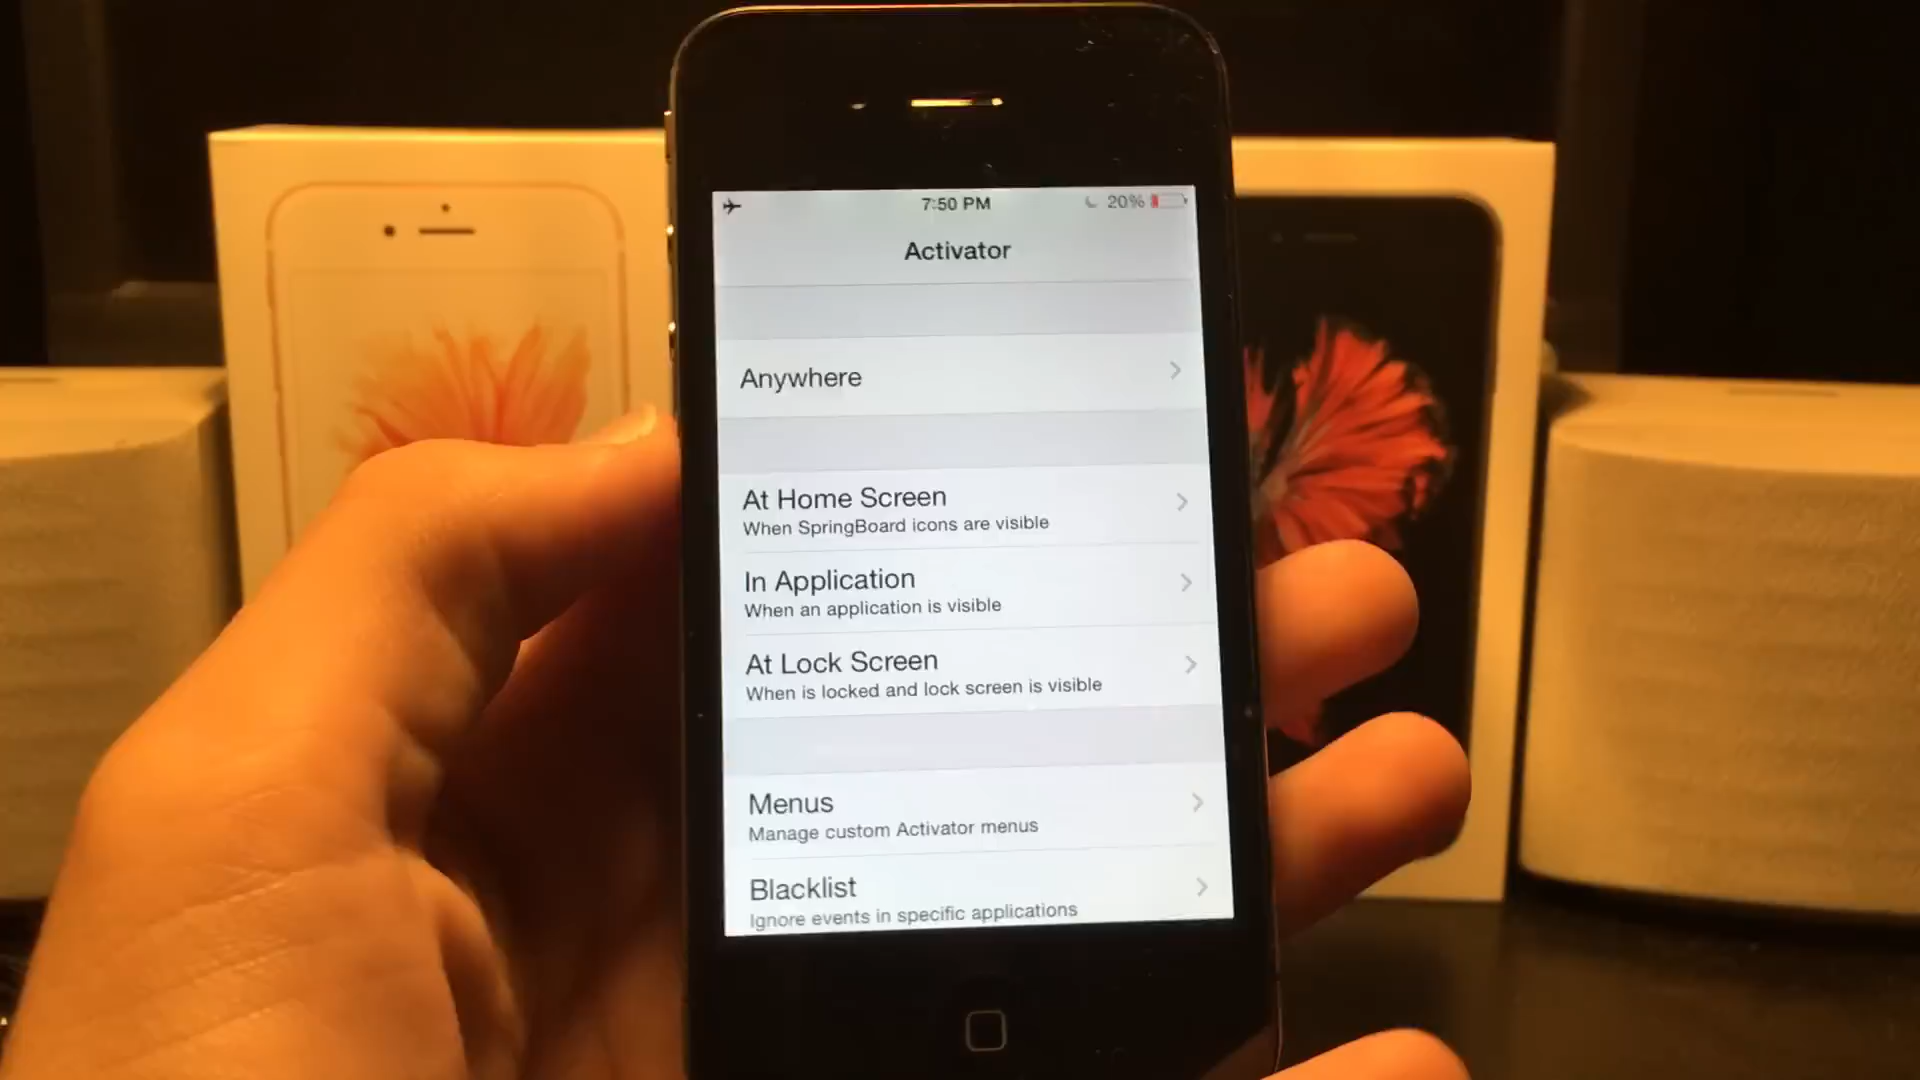 7:50 PM
20%
Activator
Anywhere
At Home Screen
When SpringBoard icons are visible
In Application
When an application is visible
At Lock Screen
When is locked and lock screen is visible
Menus
Manage custom Activator menus
Blacklist
Ignore events in specific applications